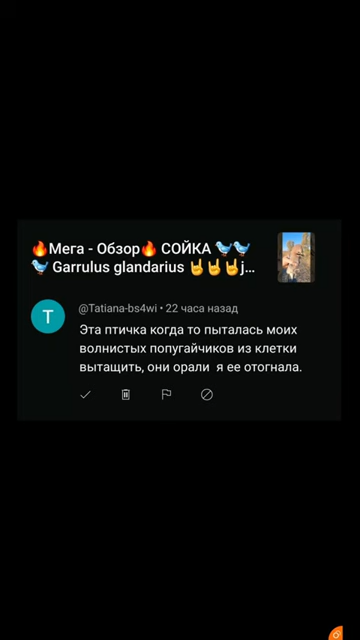 🔥Мега - Обзор🔥 СОЙКА 🐦🐦
🐦 Garrulus glandarius 🤘🤘🤘j...
T
@Tatiana-bs4wi • 22 часа назад
Эта птичка когда то пыталась моих
волнистых попугайчиков из клетки
вытащить, они орали я ее отогнала.